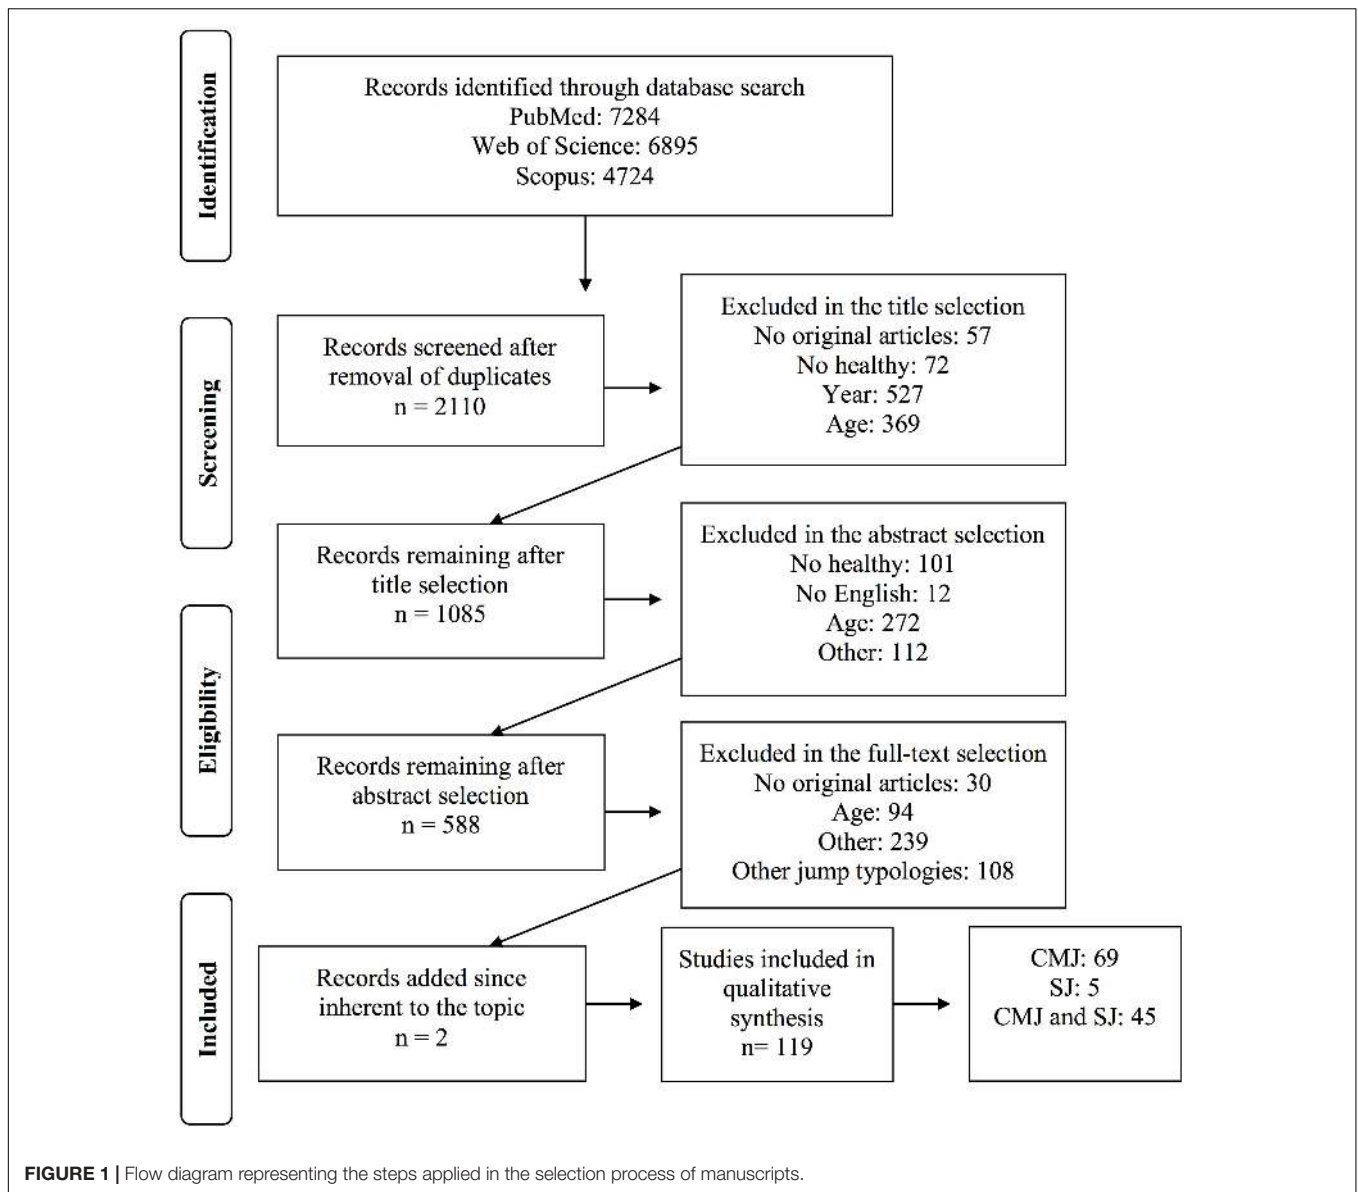 Identification
Records identified through database search
PubMed: 7284
Web of Science: 6895
Scopus: 4724
Screening
Records screened after
removal of duplicates
n = 2110
Excluded in the title selection
No original articles: 57
No healthy: 72
Year: 527
Age: 369
Records remaining after
title selection
n = 1085
Excluded in the abstract selection
No healthy: 101
No English: 12
Age: 272
Other: 112
Eligibility
Records remaining after
abstract selection
n = 588
Excluded in the full-text selection
No original articles: 30
Age: 94
Other: 239
Other jump typologies: 108
Included
Records added since
inherent to the topic
n = 2
Studies included in
qualitative
synthesis
n= 119
CMJ: 69
SJ: 5
CMJ and SJ: 45
FIGURE 1 | Flow diagram representing the steps applied in the selection process of manuscripts.